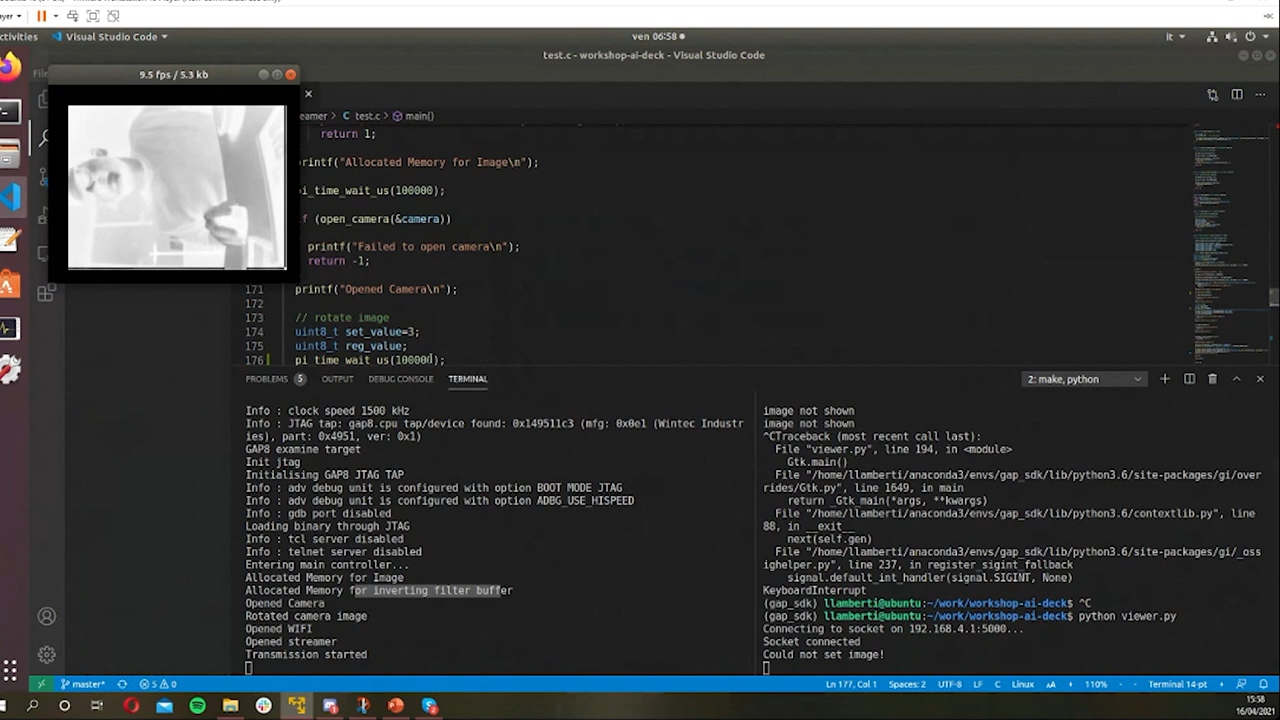 ayer
ctivities
Visual Studio Code
ven 06:58
it
test.c - workshop-ai-deck - Visual Studio Code
File
9.5 fps / 5.3 kb
eamer > C test.c > main()
return 1;
printf("Allocated Memory for Image\n");
pi_time_wait_us(100000);
if (open_camera(&camera))
printf("Failed to open camera\n");
return -1;
171 printf("Opened Camera\n");
172
173 // rotate image
174 uint8_t set_value=3;
175 uint8_t reg_value;
176 pi_time_wait_us(100000);
PROBLEMS 5 OUTPUT DEBUG CONSOLE TERMINAL
2: make, python
Info : clock speed 1500 kHz
Info : JTAG tap: gap8.cpu tap/device found: 0x149511c3 (mfg: 0x0e1 (Wintec Industr
ies), part: 0x4951, ver: 0x1)
GAP8 examine target
Init jtag
Initialising GAP8 JTAG TAP
Info : adv debug unit is configured with option BOOT MODE JTAG
Info : adv debug unit is configured with option ADBG_USE_HISPEED
Info : gdb port disabled
Loading binary through JTAG
Info : tcl server disabled
Info : telnet server disabled
Entering main controller...
Allocated Memory for Image
Allocated Memory for inverting filter buffer
Opened Camera
Rotated camera image
Opened WIFI
Opened streamer
Transmission started
image not shown
image not shown
^CTraceback (most recent call last):
File "viewer.py", line 194, in <module>
Gtk.main()
File "/home/llamberti/anaconda3/envs/gap_sdk/lib/python3.6/site-packages/gi/over
rides/Gtk.py", line 1649, in main
return _Gtk_main(*args, **kwargs)
File "/home/llamberti/anaconda3/envs/gap_sdk/lib/python3.6/contextlib.py", line
88, in __exit__
next(self.gen)
File "/home/llamberti/anaconda3/envs/gap_sdk/lib/python3.6/site-packages/gi/_oss
ighelper.py", line 237, in register_sigint_fallback
signal.default_int_handler(signal.SIGINT, None)
KeyboardInterrupt
(gap_sdk) llamberti@ubuntu:~/work/workshop-ai-deck$ ^C
(gap_sdk) llamberti@ubuntu:~/work/workshop-ai-deck$ python viewer.py
Connecting to socket on 192.168.4.1:5000...
Socket connected
Could not set image!
master* 5 0
Ln 177, Col 1 Spaces: 2 UTF-8 LF C Linux AA 110% Terminal 14-pt
15:58
16/04/2021